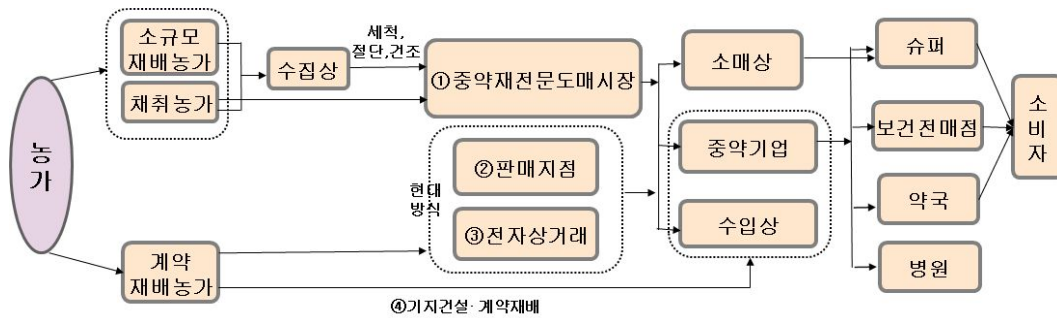 농
가
소규모
재배농가
채취농가
수집상
세척,
절단,건조
①중약재전문도매시장
소매상
슈퍼
보건전매점
약국
병원
소
비
자
중약기업
수입상
현대
방식
②판매지점
③전자상거래
계약
재배농가
④기지건설· 계약재배